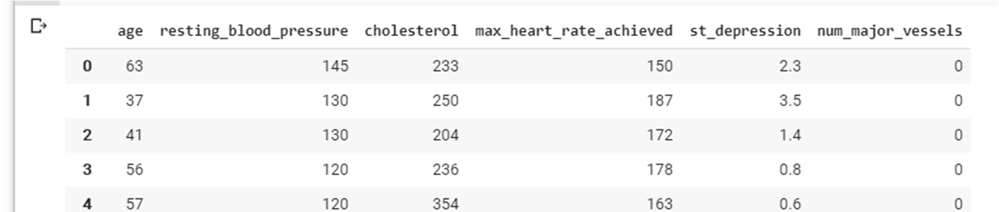 age resting_blood_pressure cholesterol max_heart_rate_achieved st_depression num_major_vessels
0 63 145 233 150 2.3 0
1 37 130 250 187 3.5 0
2 41 130 204 172 1.4 0
3 56 120 236 178 0.8 0
4 57 120 354 163 0.6 0